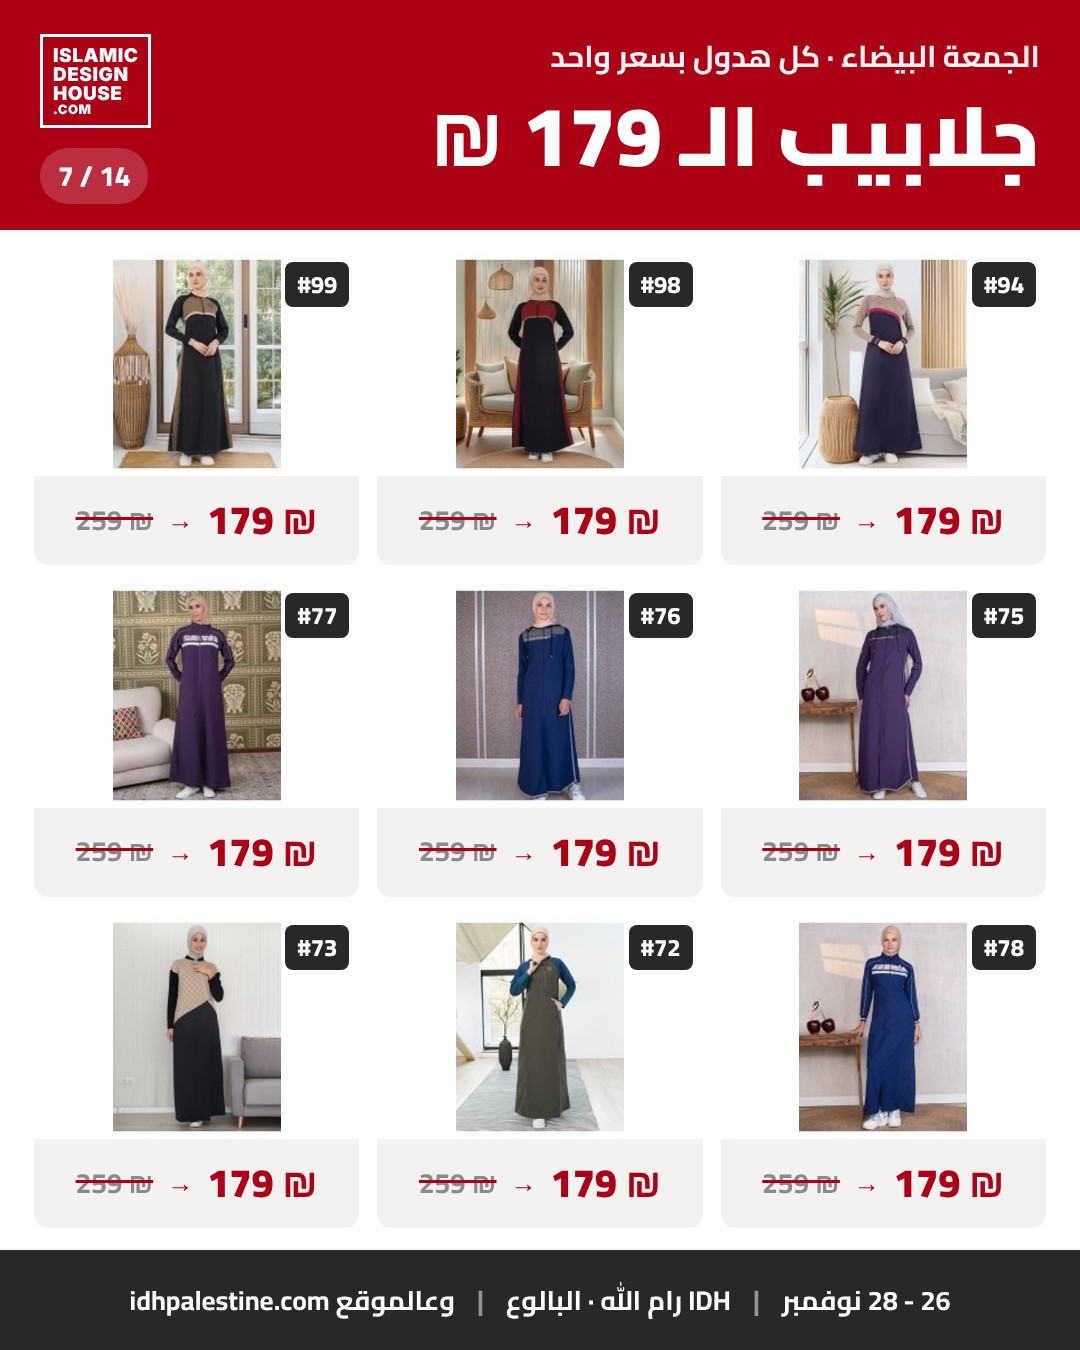 ISLAMIC
DESIGN
HOUSE
.COM
7 / 14
الجمعة البيضاء · كل هدول بسعر واحد
جلابيب الـ 179 ₪
#94
#98
#99
259 ₪ → 179 ₪
259 ₪ → 179 ₪
259 ₪ → 179 ₪
#75
#76
#77
259 ₪ → 179 ₪
259 ₪ → 179 ₪
259 ₪ → 179 ₪
#78
#72
#73
259 ₪ → 179 ₪
259 ₪ → 179 ₪
259 ₪ → 179 ₪
26 - 28 نوفمبر | IDH رام الله · البالوع | وعالموقع idhpalestine.com